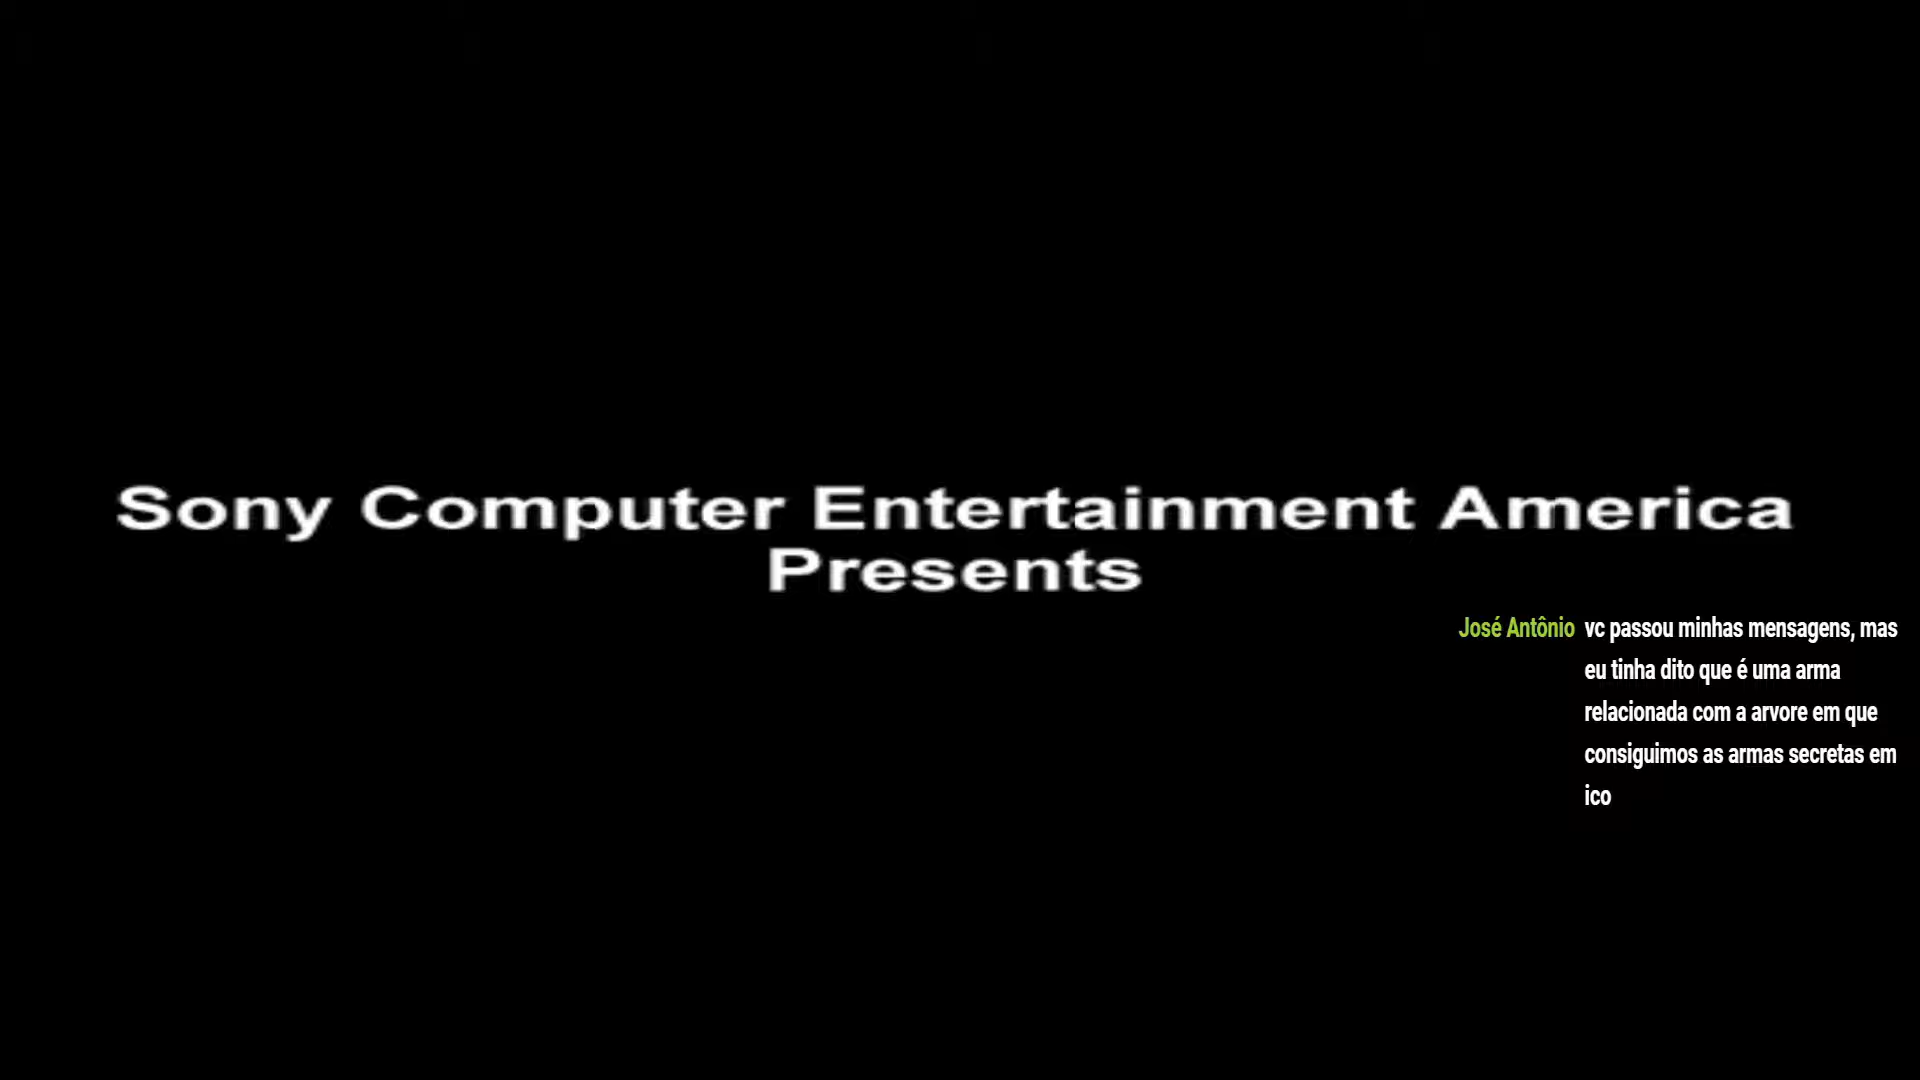 Sony Computer Entertainment America
Presents
José Antônio vc passou minhas mensagens, mas
eu tinha dito que é uma arma
relacionada com a arvore em que
consiguimos as armas secretas em
ico